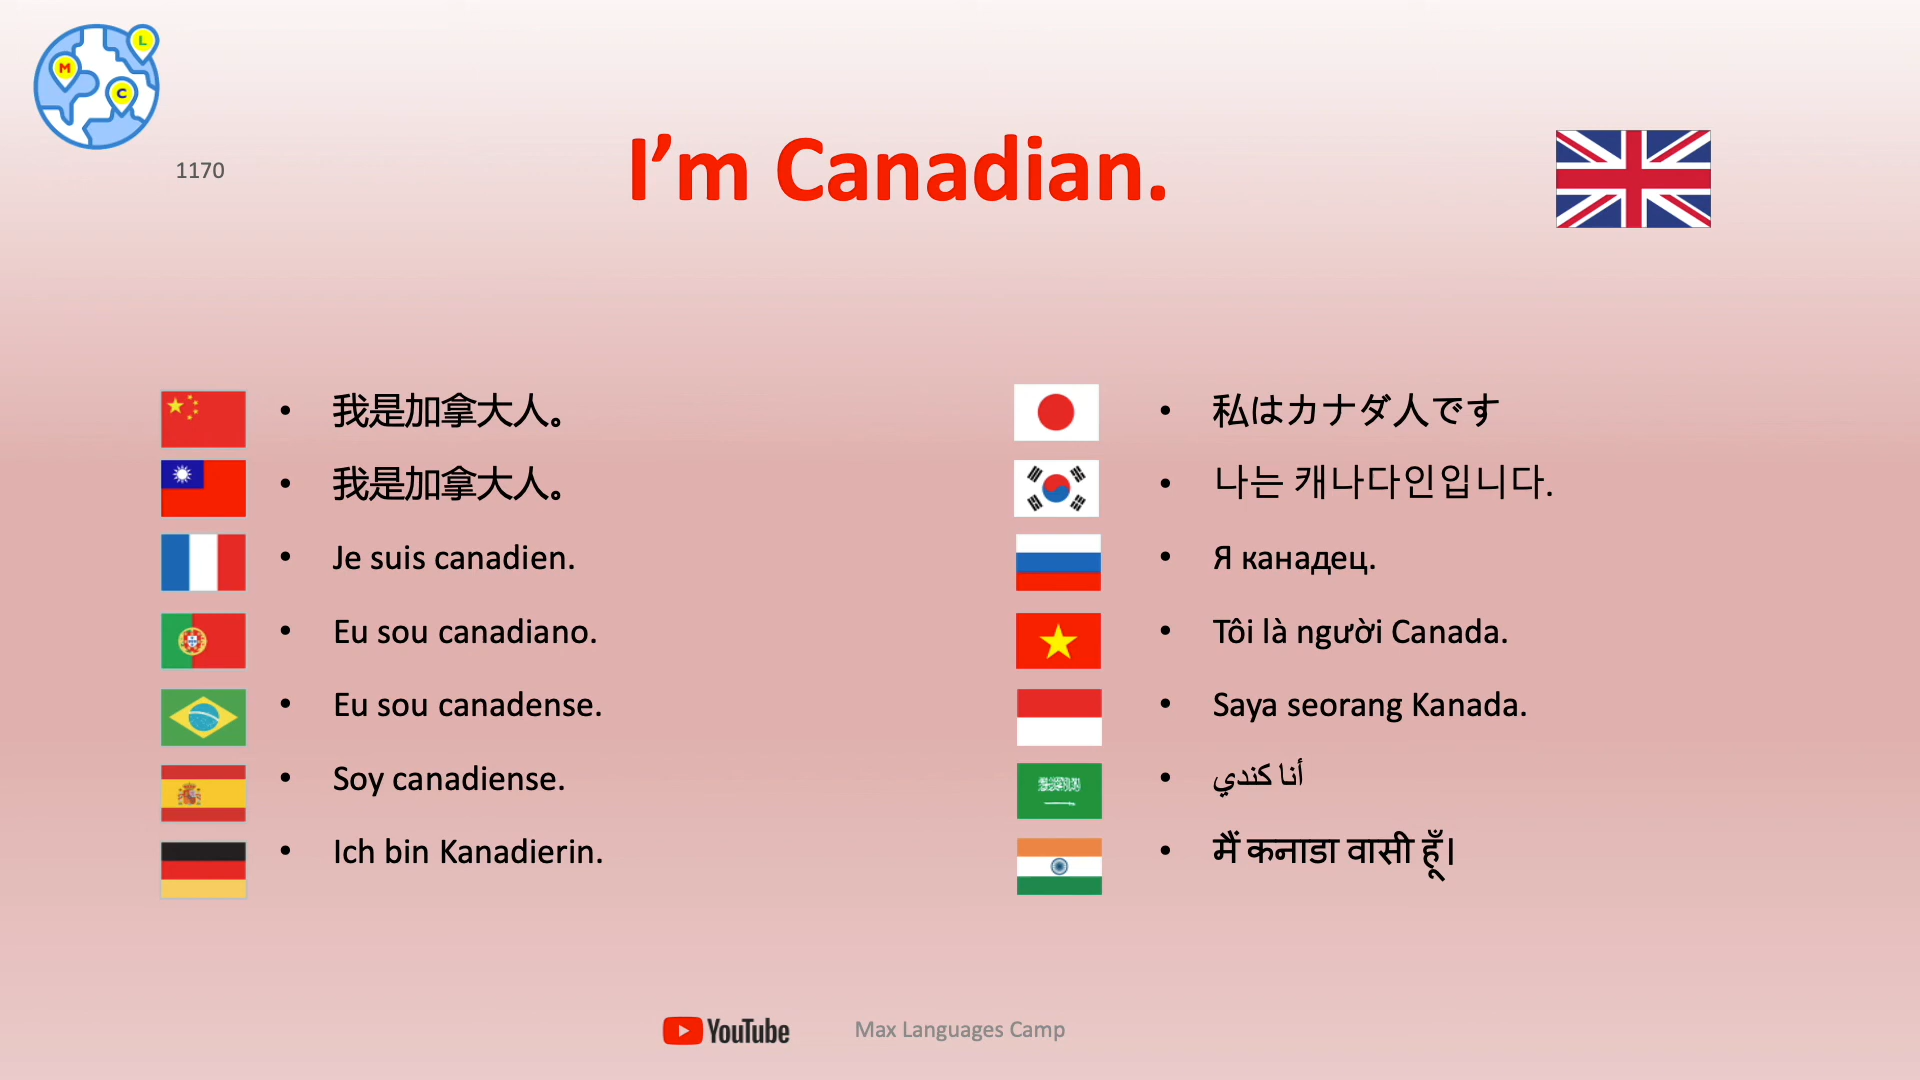 L
M
C
1170
I’m Canadian.
我是加拿大人。
我是加拿大人。
Je suis canadien.
Eu sou canadiano.
Eu sou canadense.
Soy canadiense.
Ich bin Kanadierin.
私はカナダ人です
나는 캐나다인입니다.
Я канадец.
Tôi là người Canada.
Saya seorang Kanada.
أنا كندي
मैं कनाडा वासी हूँ।
YouTube
Max Languages Camp